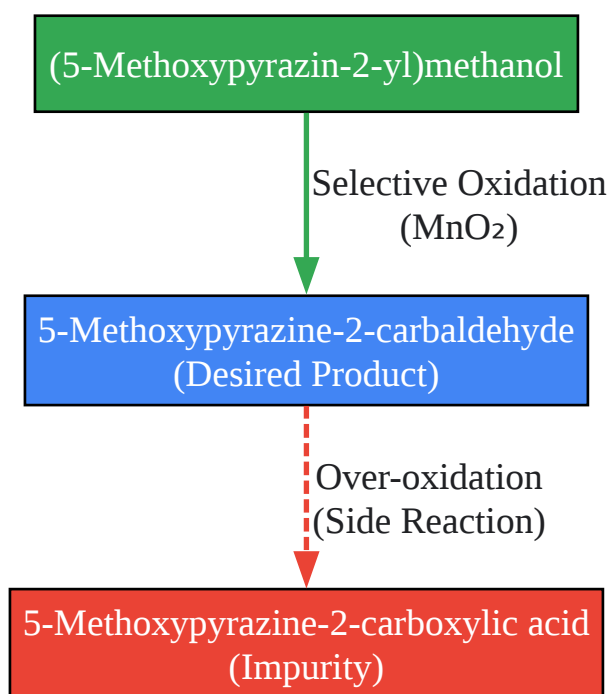 (5-Methoxypyrazin-2-yl)methanol
Selective Oxidation
(MnO₂)
5-Methoxypyrazine-2-carbaldehyde
(Desired Product)
Over-oxidation
(Side Reaction)
5-Methoxypyrazine-2-carboxylic acid
(Impurity)